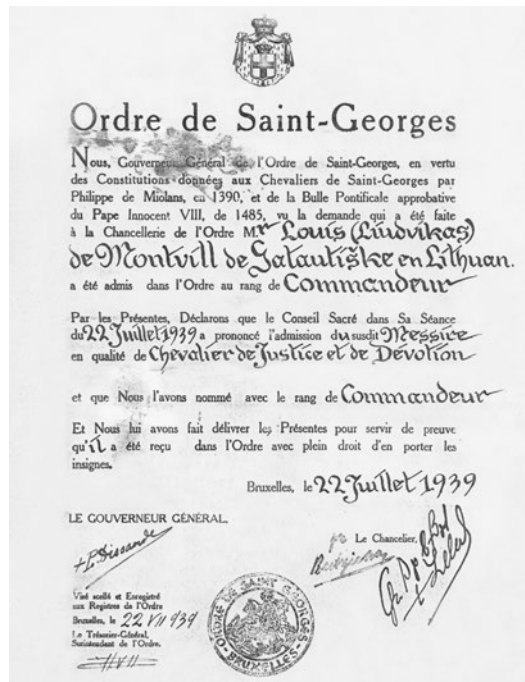 Ordre de Saint-Georges
Nous, Gouverneur Général de l'Ordre de Saint-Georges, en vertu
des Constitutions données aux Chevaliers de Saint-Georges par
Philippe de Miolans, en 1390, et de la Bulle Pontificale approbative
du Pape Innocent VIII, de 1485, vu la demande qui a été faite
à la Chancellerie de l'Ordre Mr Louis (Liudvikas)
de Montvill de Satautiške en Lithuan.
a été admis dans l'Ordre au rang de Commandeur
Par les Présentes, Déclarons que le Conseil Sacré dans Sa Séance
du 22 Juillet 1939 a prononcé l'admission du susdit Messire
en qualité de Chevalier de Justice et de Dévotion
et que Nous l'avons nommé avec le rang de Commandeur
Et Nous lui avons fait délivrer les Présentes pour servir de preuve
qu'il a été reçu dans l'Ordre avec plein droit d'en porter les
insignes.
Bruxelles, le 22 Juillet 1939
LE GOUVERNEUR GÉNÉRAL,
Le Chancelier,
Visé scellé et Enregistré
aux Registres de l'Ordre
Bruxelles, le 22 VII 939
Le Trésorier-Général,
Surintendant de l'Ordre,
ORDRE DE SAINT GEORGES
BRUXELLES